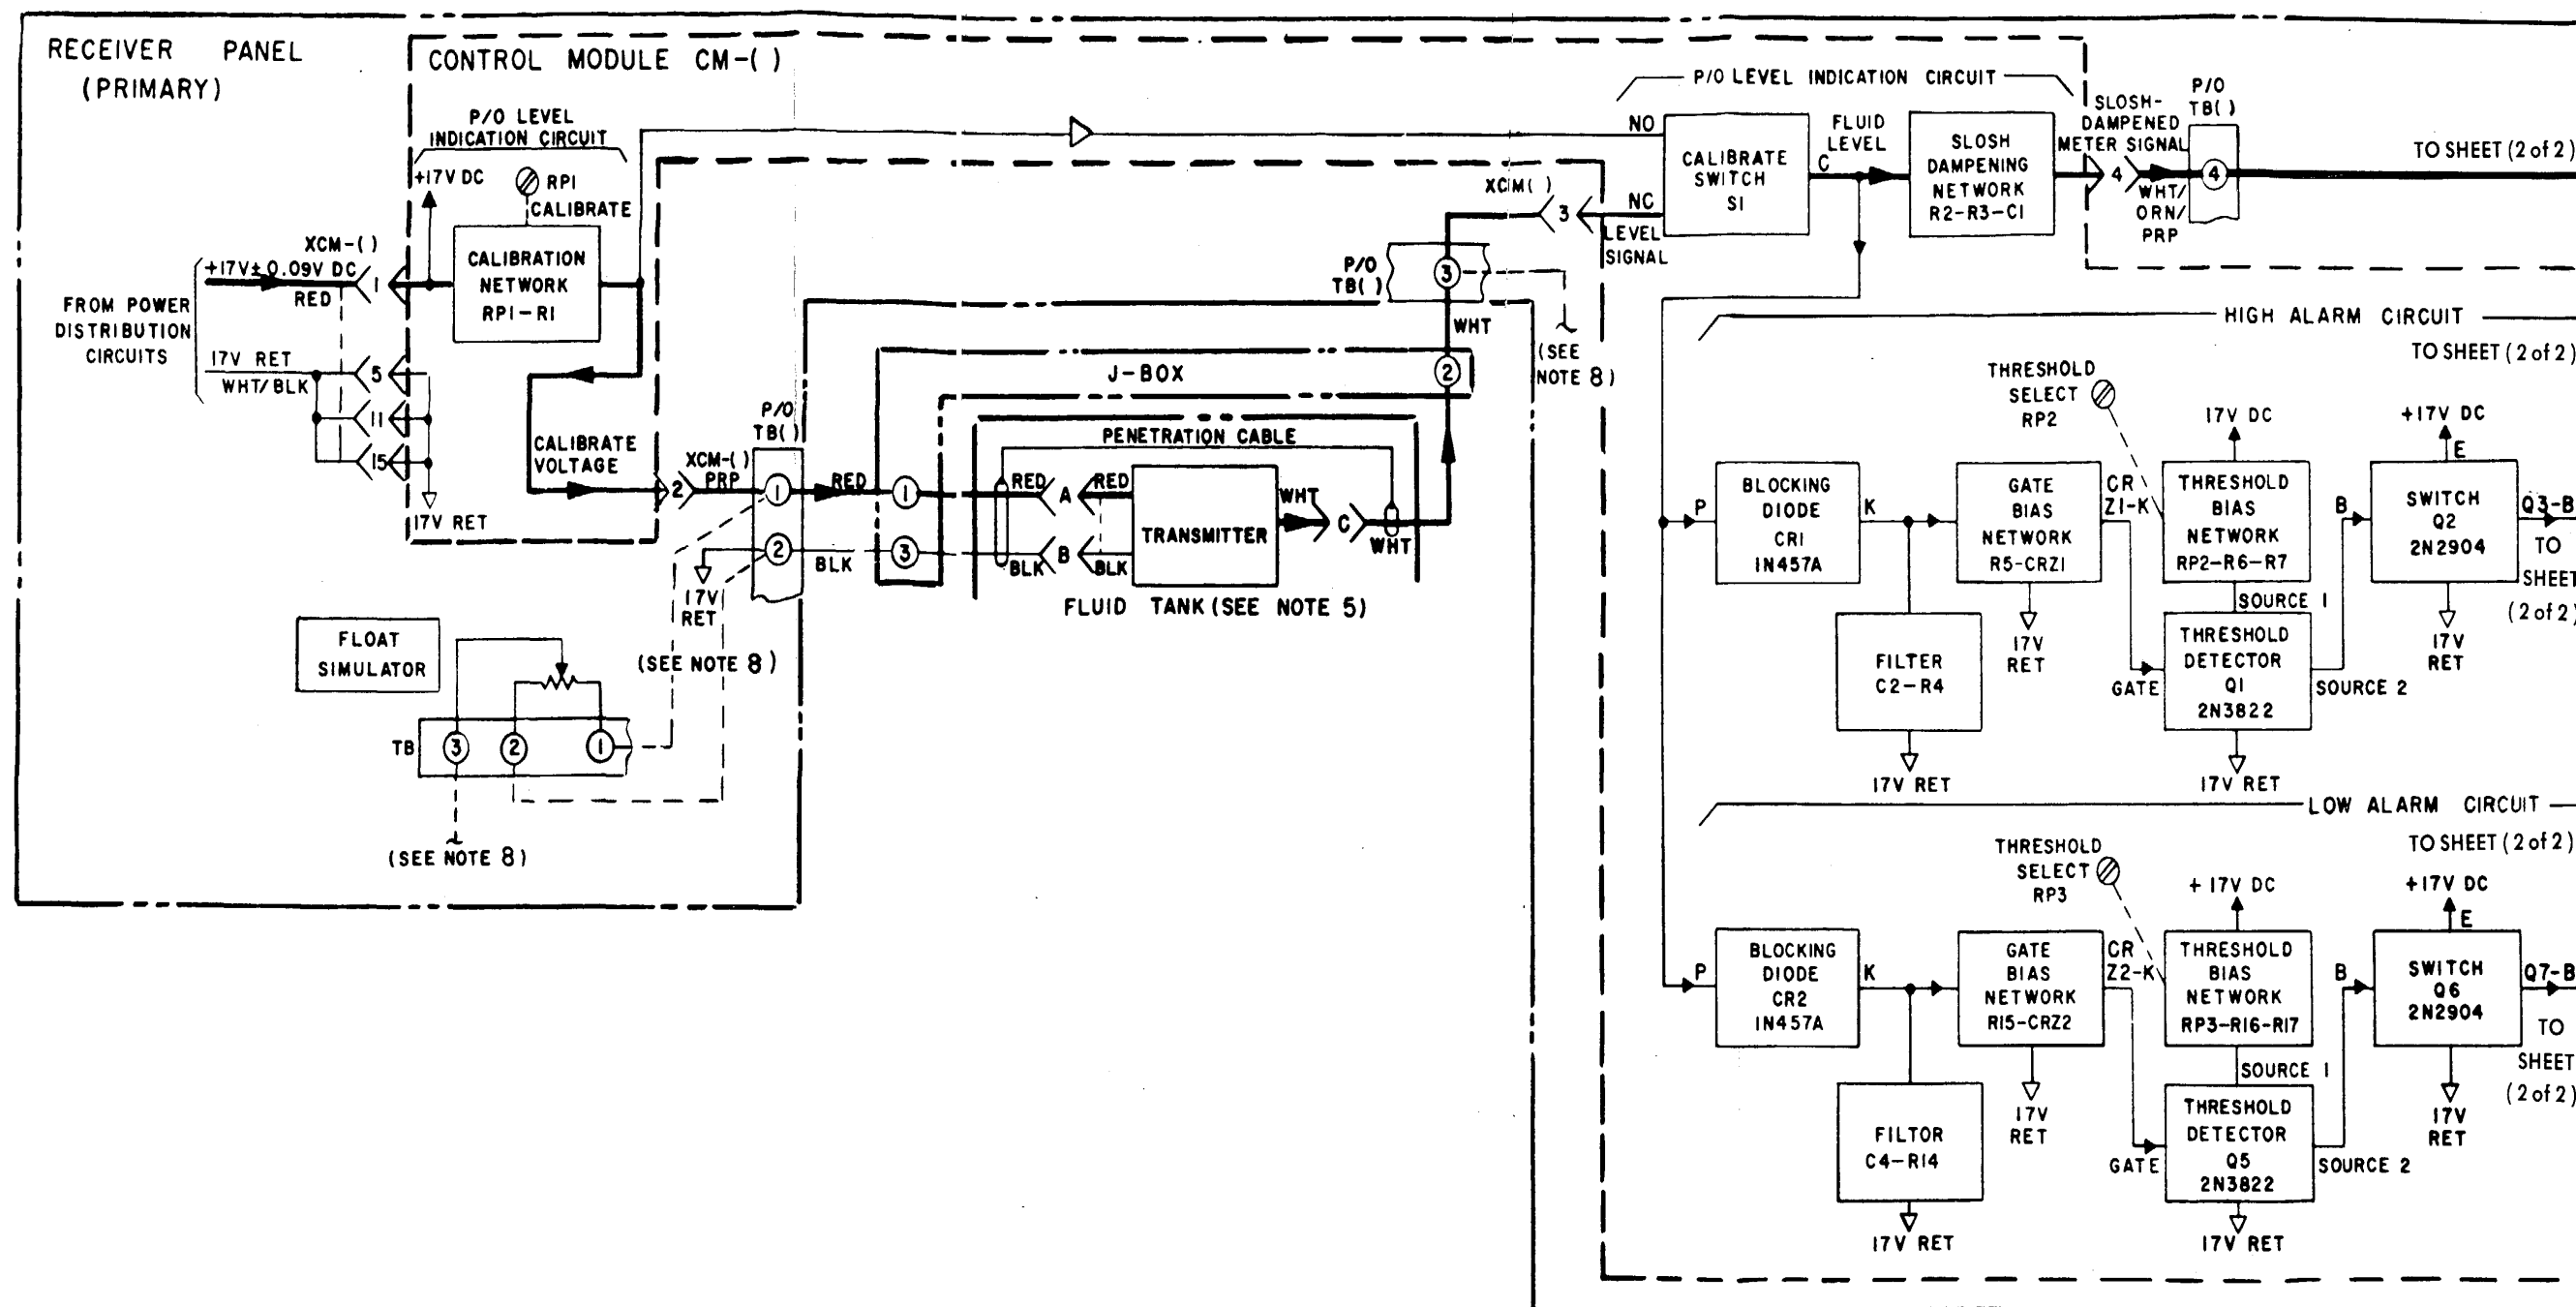 RECEIVER PANEL
(PRIMARY)
CONTROL MODULE CM-( )
P/O LEVEL
INDICATION CIRCUIT
+17V DC
RP1
CALIBRATE
XCM-( )
+17V± 0.09V DC
1
RED
CALIBRATION
NETWORK
RP1-R1
FROM POWER
DISTRIBUTION
CIRCUITS
17V RET
WHT/BLK
5
11
15
17V RET
CALIBRATE
VOLTAGE
2
XCM-( )
PRP
P/O
TB( )
1
RED
2
BLK
17V
RET
(SEE NOTE 8)
J-BOX
1
3
2
PENETRATION CABLE
RED
A
RED
BLK
B
BLK
TRANSMITTER
WHT
C
WHT
FLUID TANK (SEE NOTE 5)
FLOAT
SIMULATOR
TB
3
2
1
(SEE NOTE 8)
P/O
TB( )
3
WHT
(SEE
NOTE 8)
XCM( )
3
NO
NC
LEVEL
SIGNAL
P/O LEVEL INDICATION CIRCUIT
CALIBRATE
SWITCH
S1
FLUID
LEVEL
C
SLOSH
DAMPENING
NETWORK
R2-R3-C1
SLOSH-
DAMPENED
METER SIGNAL
4
WHT/
ORN/
PRP
P/O
TB( )
4
TO SHEET (2 of 2)
HIGH ALARM CIRCUIT
TO SHEET (2 of 2)
THRESHOLD
SELECT
RP2
17V DC
+17V DC
E
P
BLOCKING
DIODE
CR1
1N457A
K
GATE
BIAS
NETWORK
R5-CRZ1
CR
Z1-K
THRESHOLD
BIAS
NETWORK
RP2-R6-R7
B
SWITCH
Q2
2N2904
Q3-B
TO
SHEET
(2 of 2)
SOURCE 1
17V
RET
FILTER
C2-R4
GATE
THRESHOLD
DETECTOR
Q1
2N3822
SOURCE 2
17V
RET
17V RET
17V RET
LOW ALARM CIRCUIT
TO SHEET (2 of 2)
THRESHOLD
SELECT
RP3
+17V DC
+17V DC
E
P
BLOCKING
DIODE
CR2
1N457A
K
GATE
BIAS
NETWORK
R15-CRZ2
CR
Z2-K
THRESHOLD
BIAS
NETWORK
RP3-R16-R17
B
SWITCH
Q6
2N2904
Q7-B
TO
SHEET
(2 of 2)
SOURCE 1
17V
RET
FILTOR
C4-R14
GATE
THRESHOLD
DETECTOR
Q5
2N3822
SOURCE 2
17V
RET
17V RET
17V RET